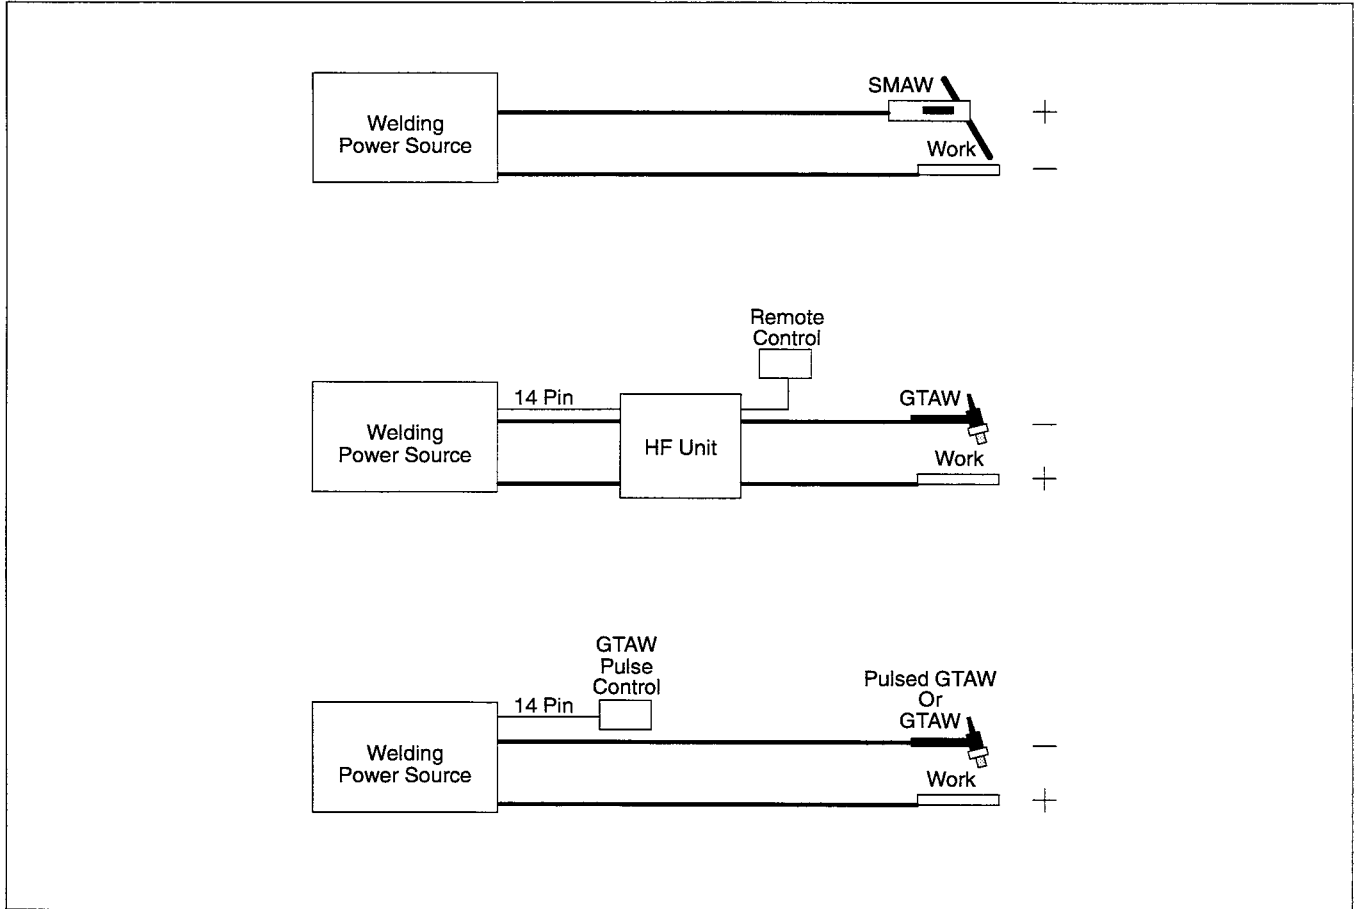 SMAW
+
Welding
Power Source
Work
—
Remote
Control
14 Pin
GTAW
—
Welding
Power Source
HF Unit
Work
+
GTAW
Pulse
Control
Pulsed GTAW
Or
GTAW
14 Pin
—
Welding
Power Source
Work
+